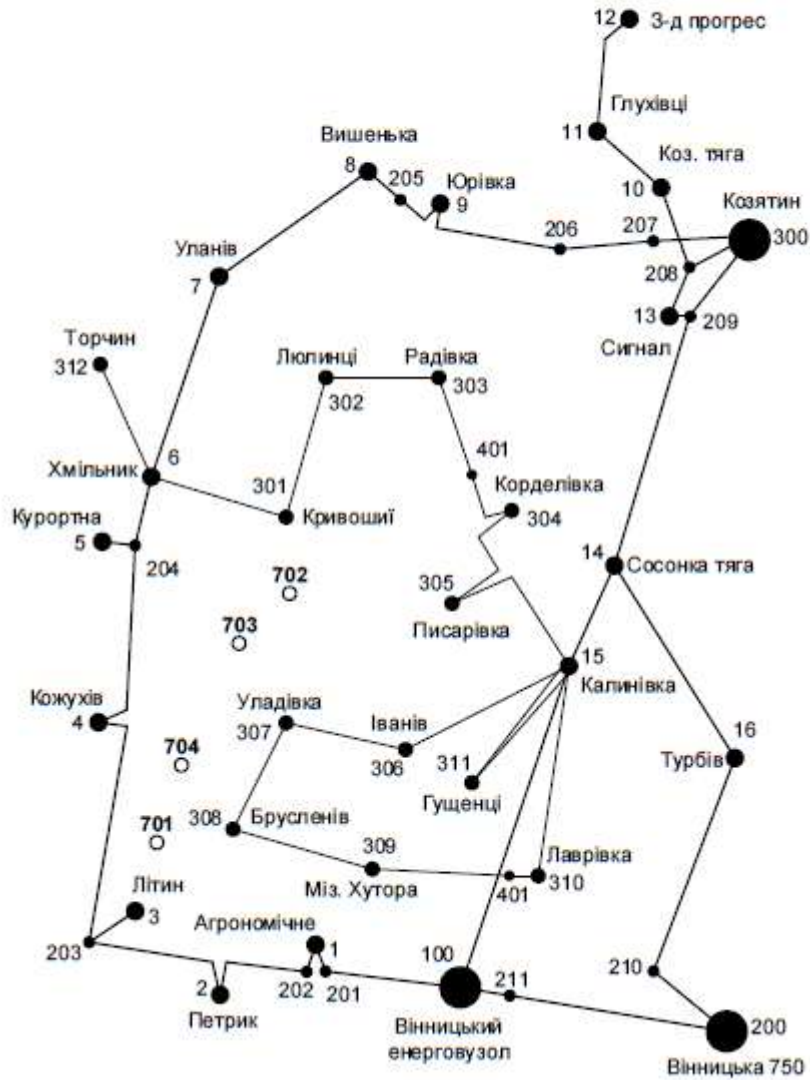 12
З-д прогрес
Глухівці
11
Вишенька
Коз. тяга
8
205
Юрівка
10
Козятин
9
206
207
300
Уланів
208
7
13
209
Сигнал
Торчин
312
Люлинці
Радівка
302
303
6
401
Хмільник
301
Корделівка
Курортна
Кривошиї
304
5
204
14
Сосонка тяга
702
305
703
Писарівка
15
Калинівка
Кожухів
Уладівка
4
307
Іванів
16
704
306
311
Турбів
Гущенці
308
Брусленів
701
309
Лаврівка
Міз. Хутора
401
310
Літин
3
Агрономічне
203
1
100
202
201
211
210
2
Петрик
200
Вінницький
енерговузол
Вінницька 750